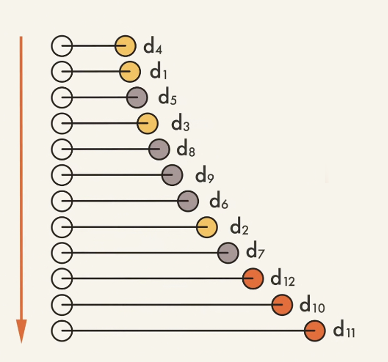 d₄
d₁
d₅
d₃
d₈
d₉
d₆
d₂
d₇
d₁₂
d₁₀
d₁₁